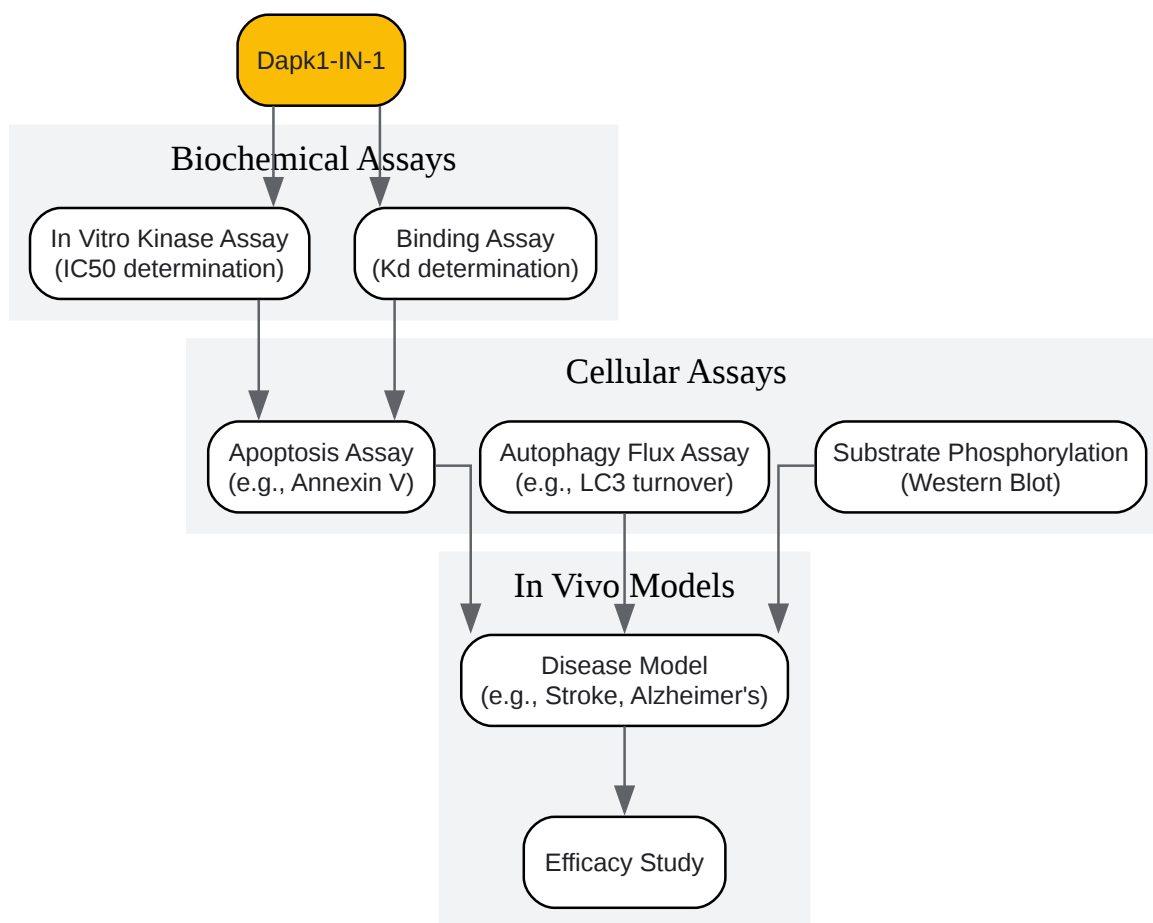 Dapk1-IN-1
Biochemical Assays
In Vitro Kinase Assay
(IC50 determination)
Binding Assay
(Kd determination)
Cellular Assays
Apoptosis Assay
(e.g., Annexin V)
Autophagy Flux Assay
(e.g., LC3 turnover)
Substrate Phosphorylation
(Western Blot)
In Vivo Models
Disease Model
(e.g., Stroke, Alzheimer's)
Efficacy Study